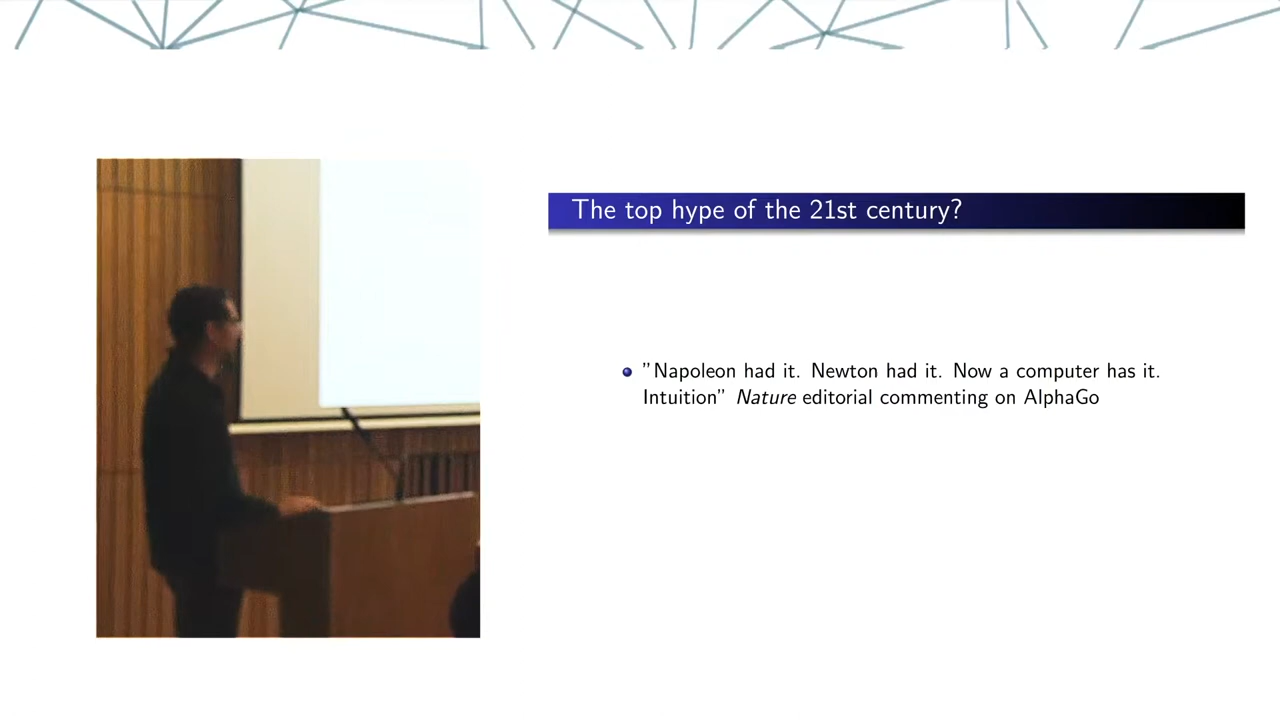 The top hype of the 21st century?
”Napoleon had it. Newton had it. Now a computer has it.
Intuition” Nature editorial commenting on AlphaGo